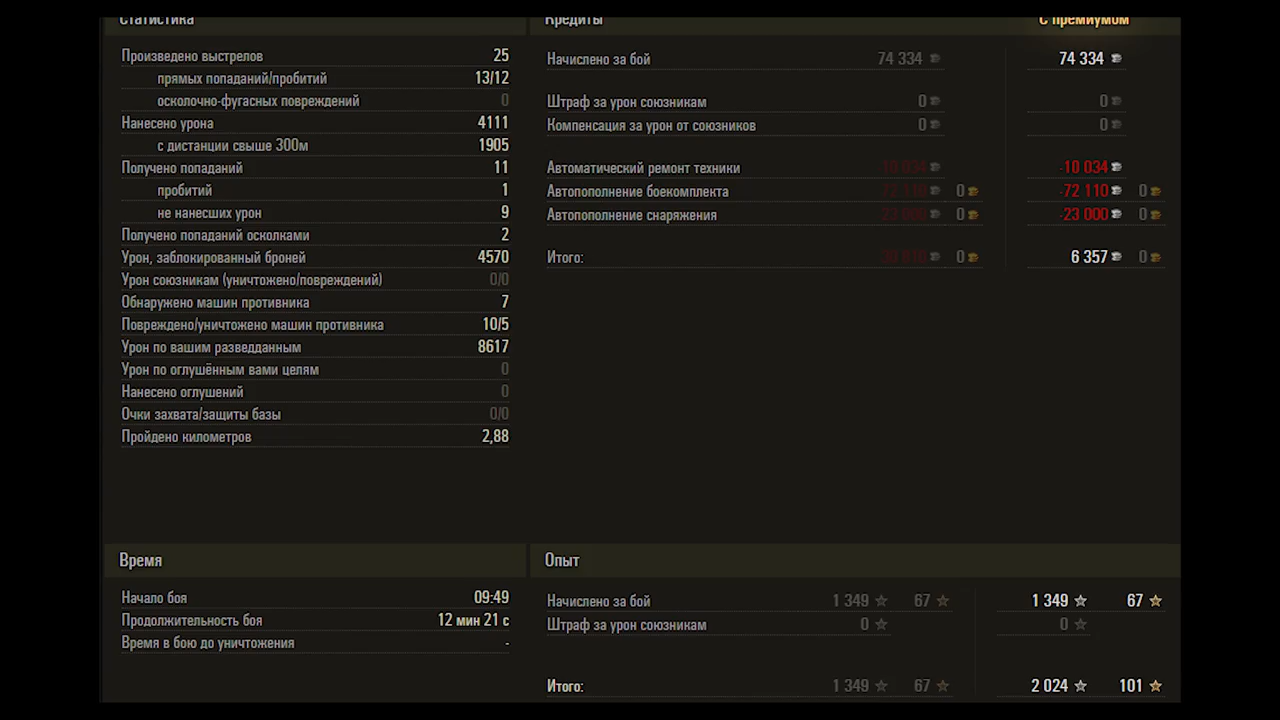 Статистика
Произведено выстрелов 25
прямых попаданий/пробитий 13/12
осколочно-фугасных повреждений 0
Нанесено урона 4111
с дистанции свыше 300м 1905
Получено попаданий 11
пробитий 1
не нанесших урон 9
Получено попаданий осколками 2
Урон, заблокированный броней 4570
Урон союзникам (уничтожено/повреждений) 0/0
Обнаружено машин противника 7
Повреждено/уничтожено машин противника 10/5
Урон по вашим разведданным 8617
Урон по оглушённым вами целям 0
Нанесено оглушений 0
Очки захвата/защиты базы 0/0
Пройдено километров 2,88
Кредиты С премиумом
Начислено за бой 74 334 74 334
Штраф за урон союзникам 0 0
Компенсация за урон от союзников 0 0
Автоматический ремонт техники -10 034 -10 034
Автопополнение боекомплекта -72 110 0 -72 110 0
Автопополнение снаряжения -23 000 0 -23 000 0
Итого: 0 6 357 0
Время
Начало боя 09:49
Продолжительность боя 12 мин 21 с
Время в бою до уничтожения -
Опыт
Начислено за бой 1 349 67 1 349 67
Штраф за урон союзникам 0 0
Итого: 1 349 67 2 024 101